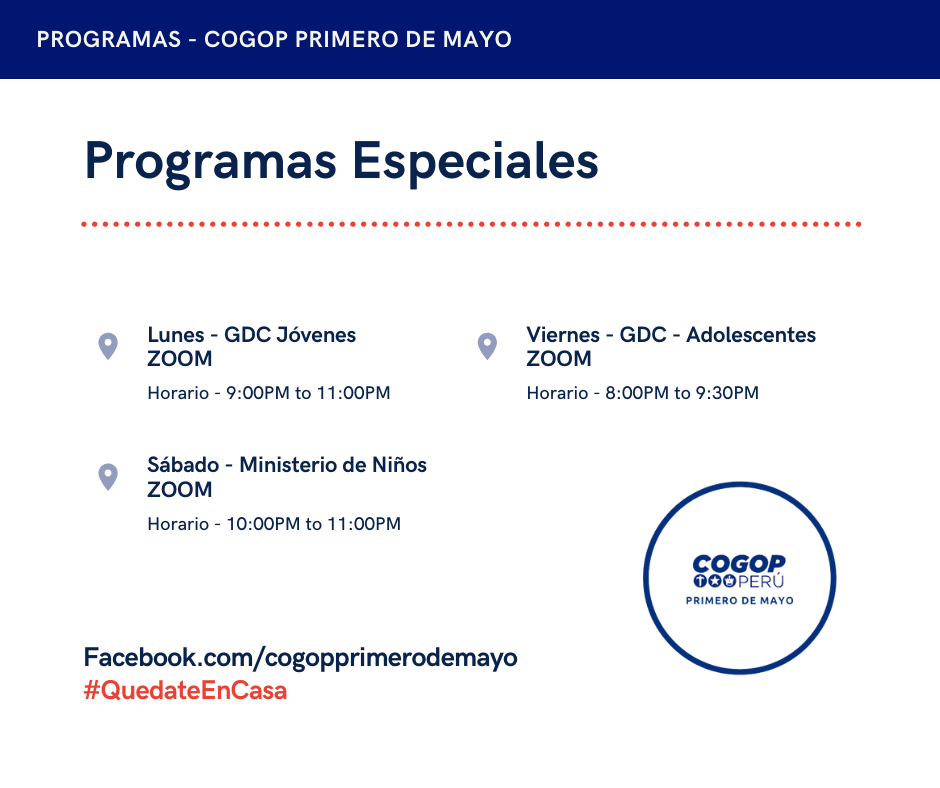 PROGRAMAS - COGOP PRIMERO DE MAYO
Programas Especiales
Lunes - GDC Jóvenes
ZOOM
Horario - 9:00PM to 11:00PM
Viernes - GDC - Adolescentes
ZOOM
Horario - 8:00PM to 9:30PM
Sábado - Ministerio de Niños
ZOOM
Horario - 10:00PM to 11:00PM
COGOP
PERÚ
PRIMERO DE MAYO
Facebook.com/cogopprimerodemayo
#QuedateEnCasa